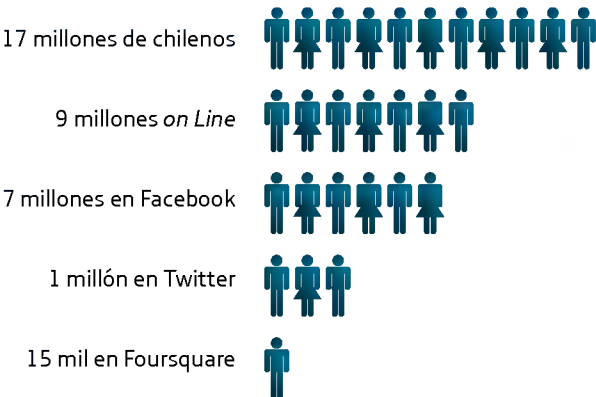 17 millones de chilenos
9 millones on Line
7 millones en Facebook
1 millón en Twitter
15 mil en Foursquare